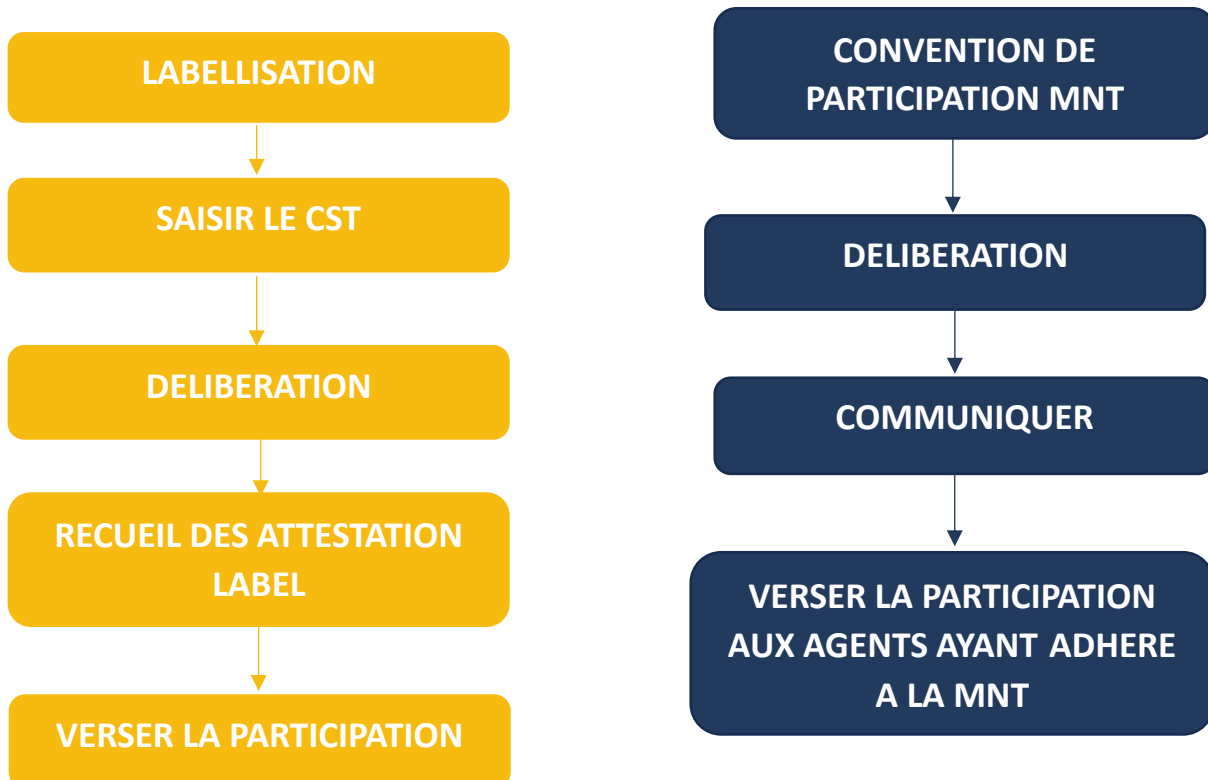 LABELLISATION
SAISIR LE CST
DELIBERATION
RECUEIL DES ATTESTATION
LABEL
VERSER LA PARTICIPATION
CONVENTION DE
PARTICIPATION MNT
DELIBERATION
COMMUNIQUER
VERSER LA PARTICIPATION
AUX AGENTS AYANT ADHERE
A LA MNT